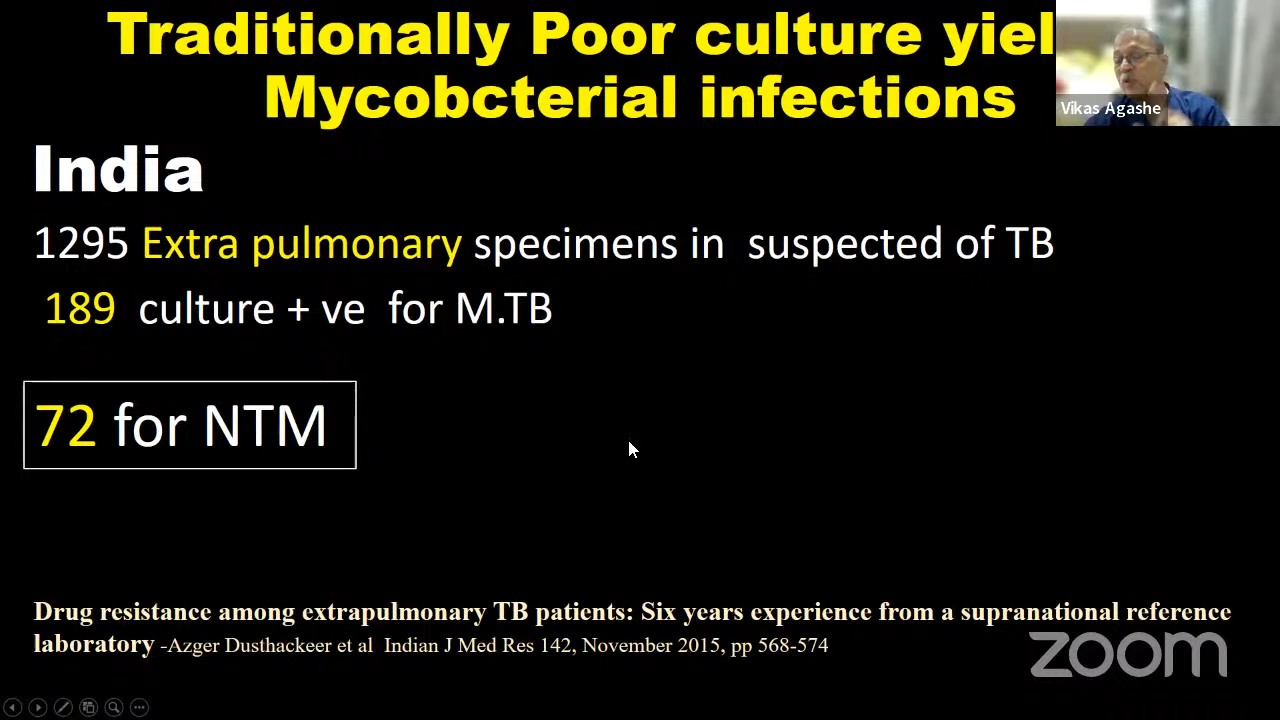 Traditionally Poor culture yiel
Mycobcterial infections
Vikas Agashe
India
1295 Extra pulmonary specimens in suspected of TB
189 culture + ve for M.TB
72 for NTM
Drug resistance among extrapulmonary TB patients: Six years experience from a supranational reference
laboratory -Azger Dusthackeer et al Indian J Med Res 142, November 2015, pp 568-574
zoom